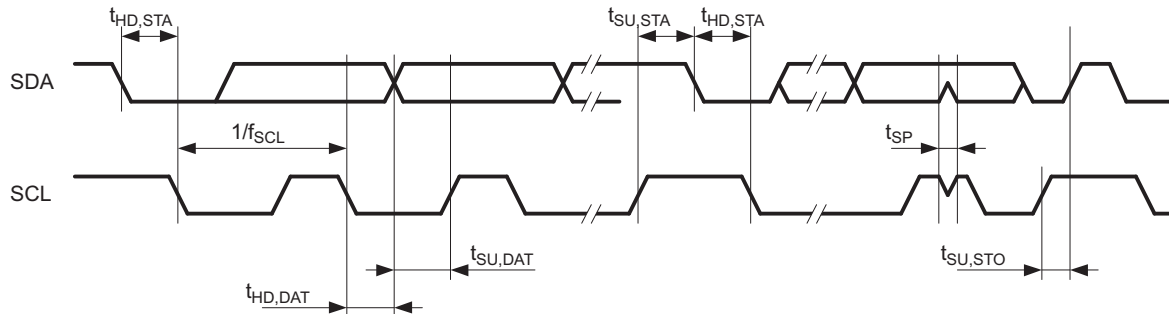 tHD,STA
tSU,STA
tHD,STA
SDA
1/fSCL
tSP
SCL
tSU,DAT
tSU,STO
tHD,DAT